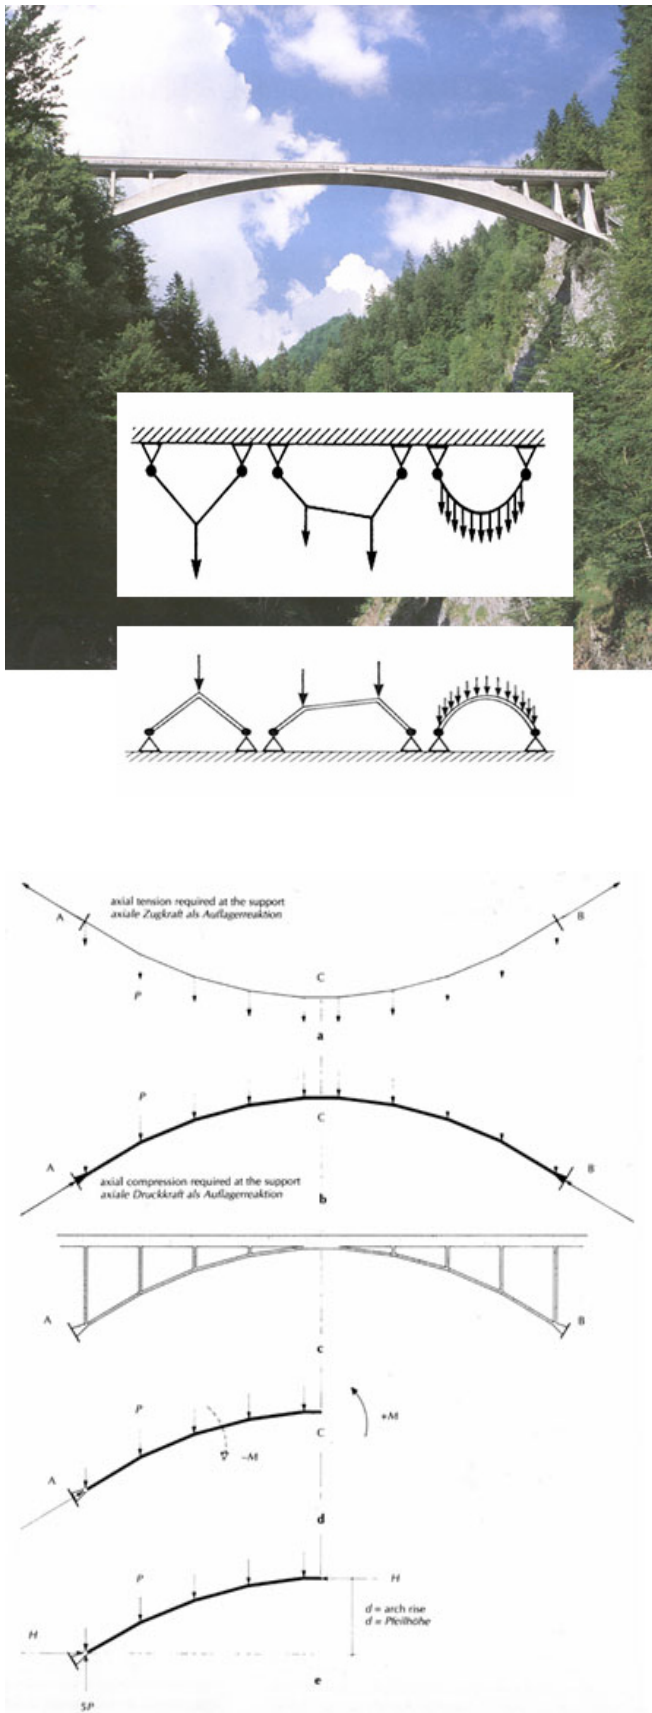 axial tension required at the support
axiale Zugkraft als Auflagerreaktion
A
B
C
P
a
P
C
A
B
axial compression required at the support
axiale Druckkraft als Auflagerreaktion
b
A
B
c
P
+M
C
–M
A
d
P
H
d = arch rise
d = Pfeilhöhe
H
e
5P